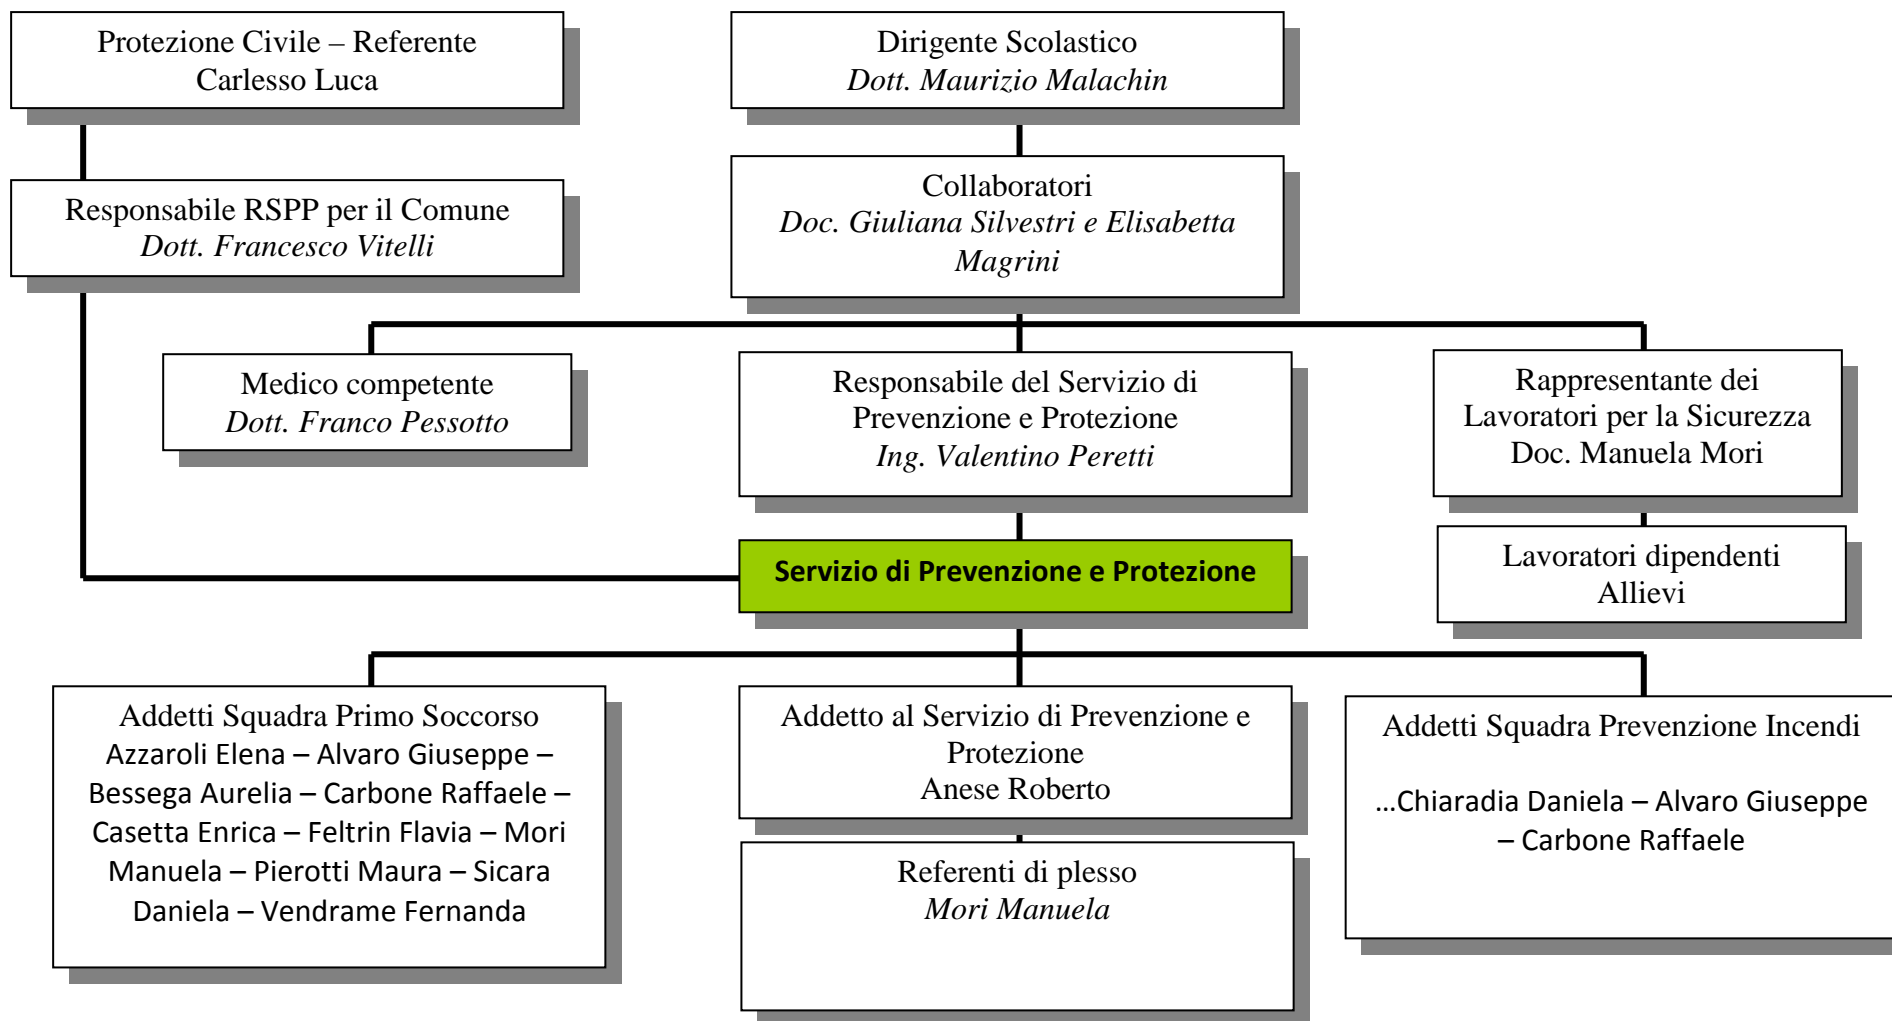 Protezione Civile – Referente
Carlesso Luca
Dirigente Scolastico
Dott. Maurizio Malachin
Responsabile RSPP per il Comune
Dott. Francesco Vitelli
Collaboratori
Doc. Giuliana Silvestri e Elisabetta
Magrini
Medico competente
Dott. Franco Pessotto
Responsabile del Servizio di
Prevenzione e Protezione
Ing. Valentino Peretti
Rappresentante dei
Lavoratori per la Sicurezza
Doc. Manuela Mori
Servizio di Prevenzione e Protezione
Lavoratori dipendenti
Allievi
Addetti Squadra Primo Soccorso
Azzaroli Elena – Alvaro Giuseppe –
Bessega Aurelia – Carbone Raffaele –
Casetta Enrica – Feltrin Flavia – Mori
Manuela – Pierotti Maura – Sicara
Daniela – Vendrame Fernanda
Addetto al Servizio di Prevenzione e
Protezione
Anese Roberto
Referenti di plesso
Mori Manuela
Addetti Squadra Prevenzione Incendi
…Chiaradia Daniela – Alvaro Giuseppe
– Carbone Raffaele